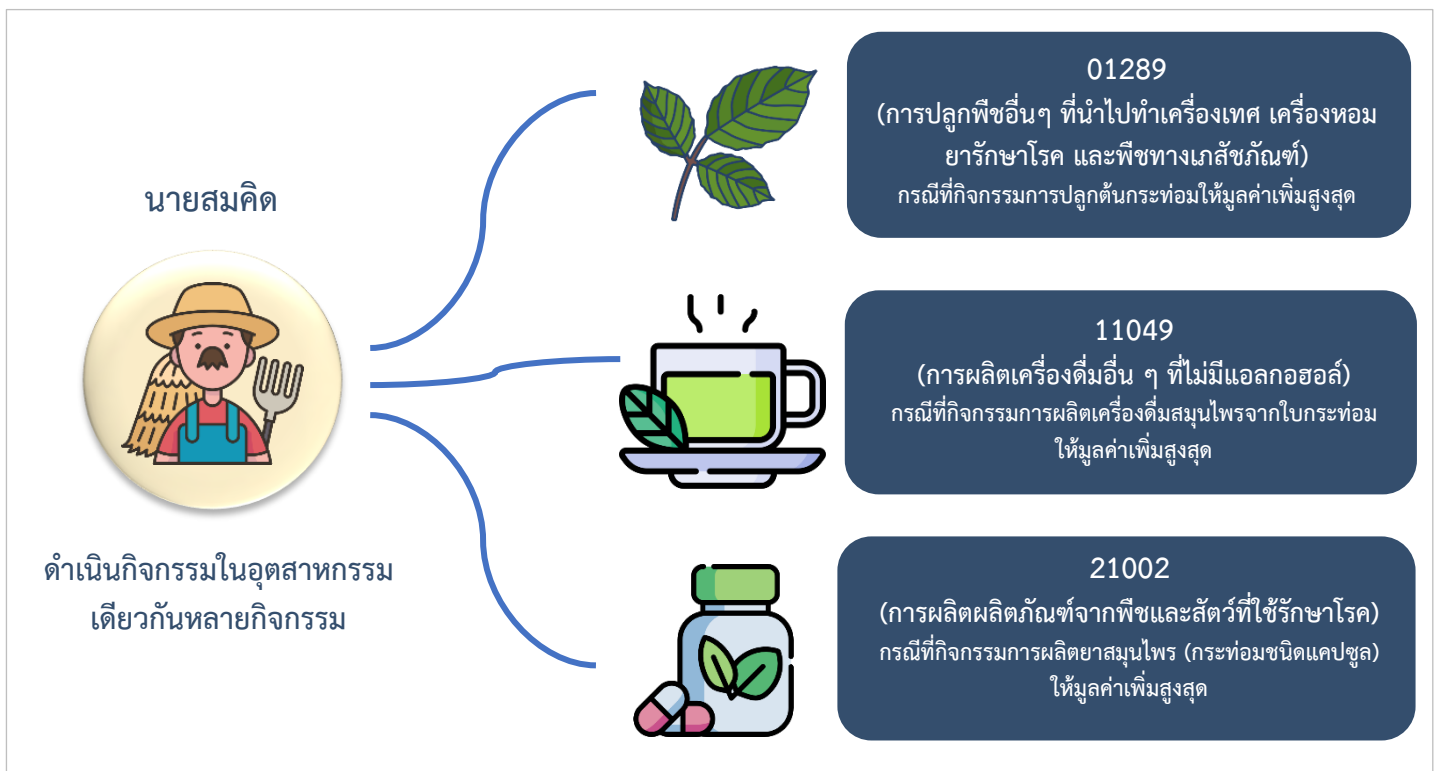 นายสมคิด
ดำเนินกิจกรรมในอุตสาหกรรม
เดียวกันหลายกิจกรรม
01289
(การปลูกพืชอื่นๆ ที่นำไปทำเครื่องเทศ เครื่องหอม
ยารักษาโรค และพืชทางเภสัชภัณฑ์)
กรณีที่กิจกรรมการปลูกต้นกระท่อมให้มูลค่าเพิ่มสูงสุด
11049
(การผลิตเครื่องดื่มอื่น ๆ ที่ไม่มีแอลกอฮอล์)
กรณีที่กิจกรรมการผลิตเครื่องดื่มสมุนไพรจากใบกระท่อม
ให้มูลค่าเพิ่มสูงสุด
21002
(การผลิตผลิตภัณฑ์จากพืชและสัตว์ที่ใช้รักษาโรค)
กรณีที่กิจกรรมการผลิตยาสมุนไพร (กระท่อมชนิดแคปซูล)
ให้มูลค่าเพิ่มสูงสุด